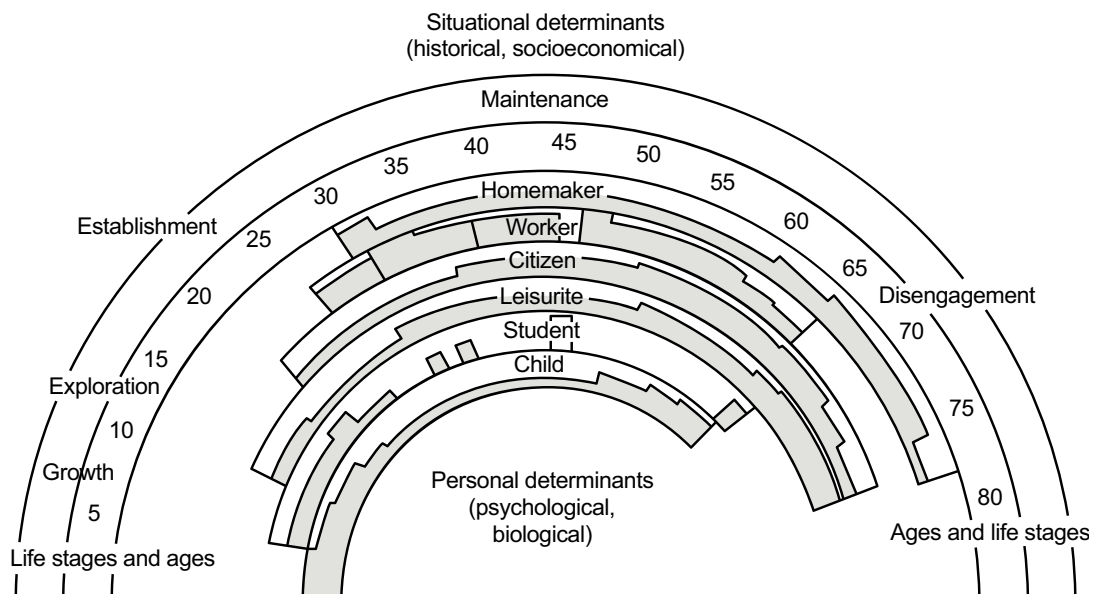 Situational determinants
(historical, socioeconomical)
Maintenance
40
45
50
35
55
30
Homemaker
Establishment
25
60
Worker
Citizen
65
20
Leisurite
Disengagement
Student
70
15
Child
Exploration
10
75
Growth
Personal determinants
5
80
(psychological,
biological)
Ages and life stages
Life stages and ages